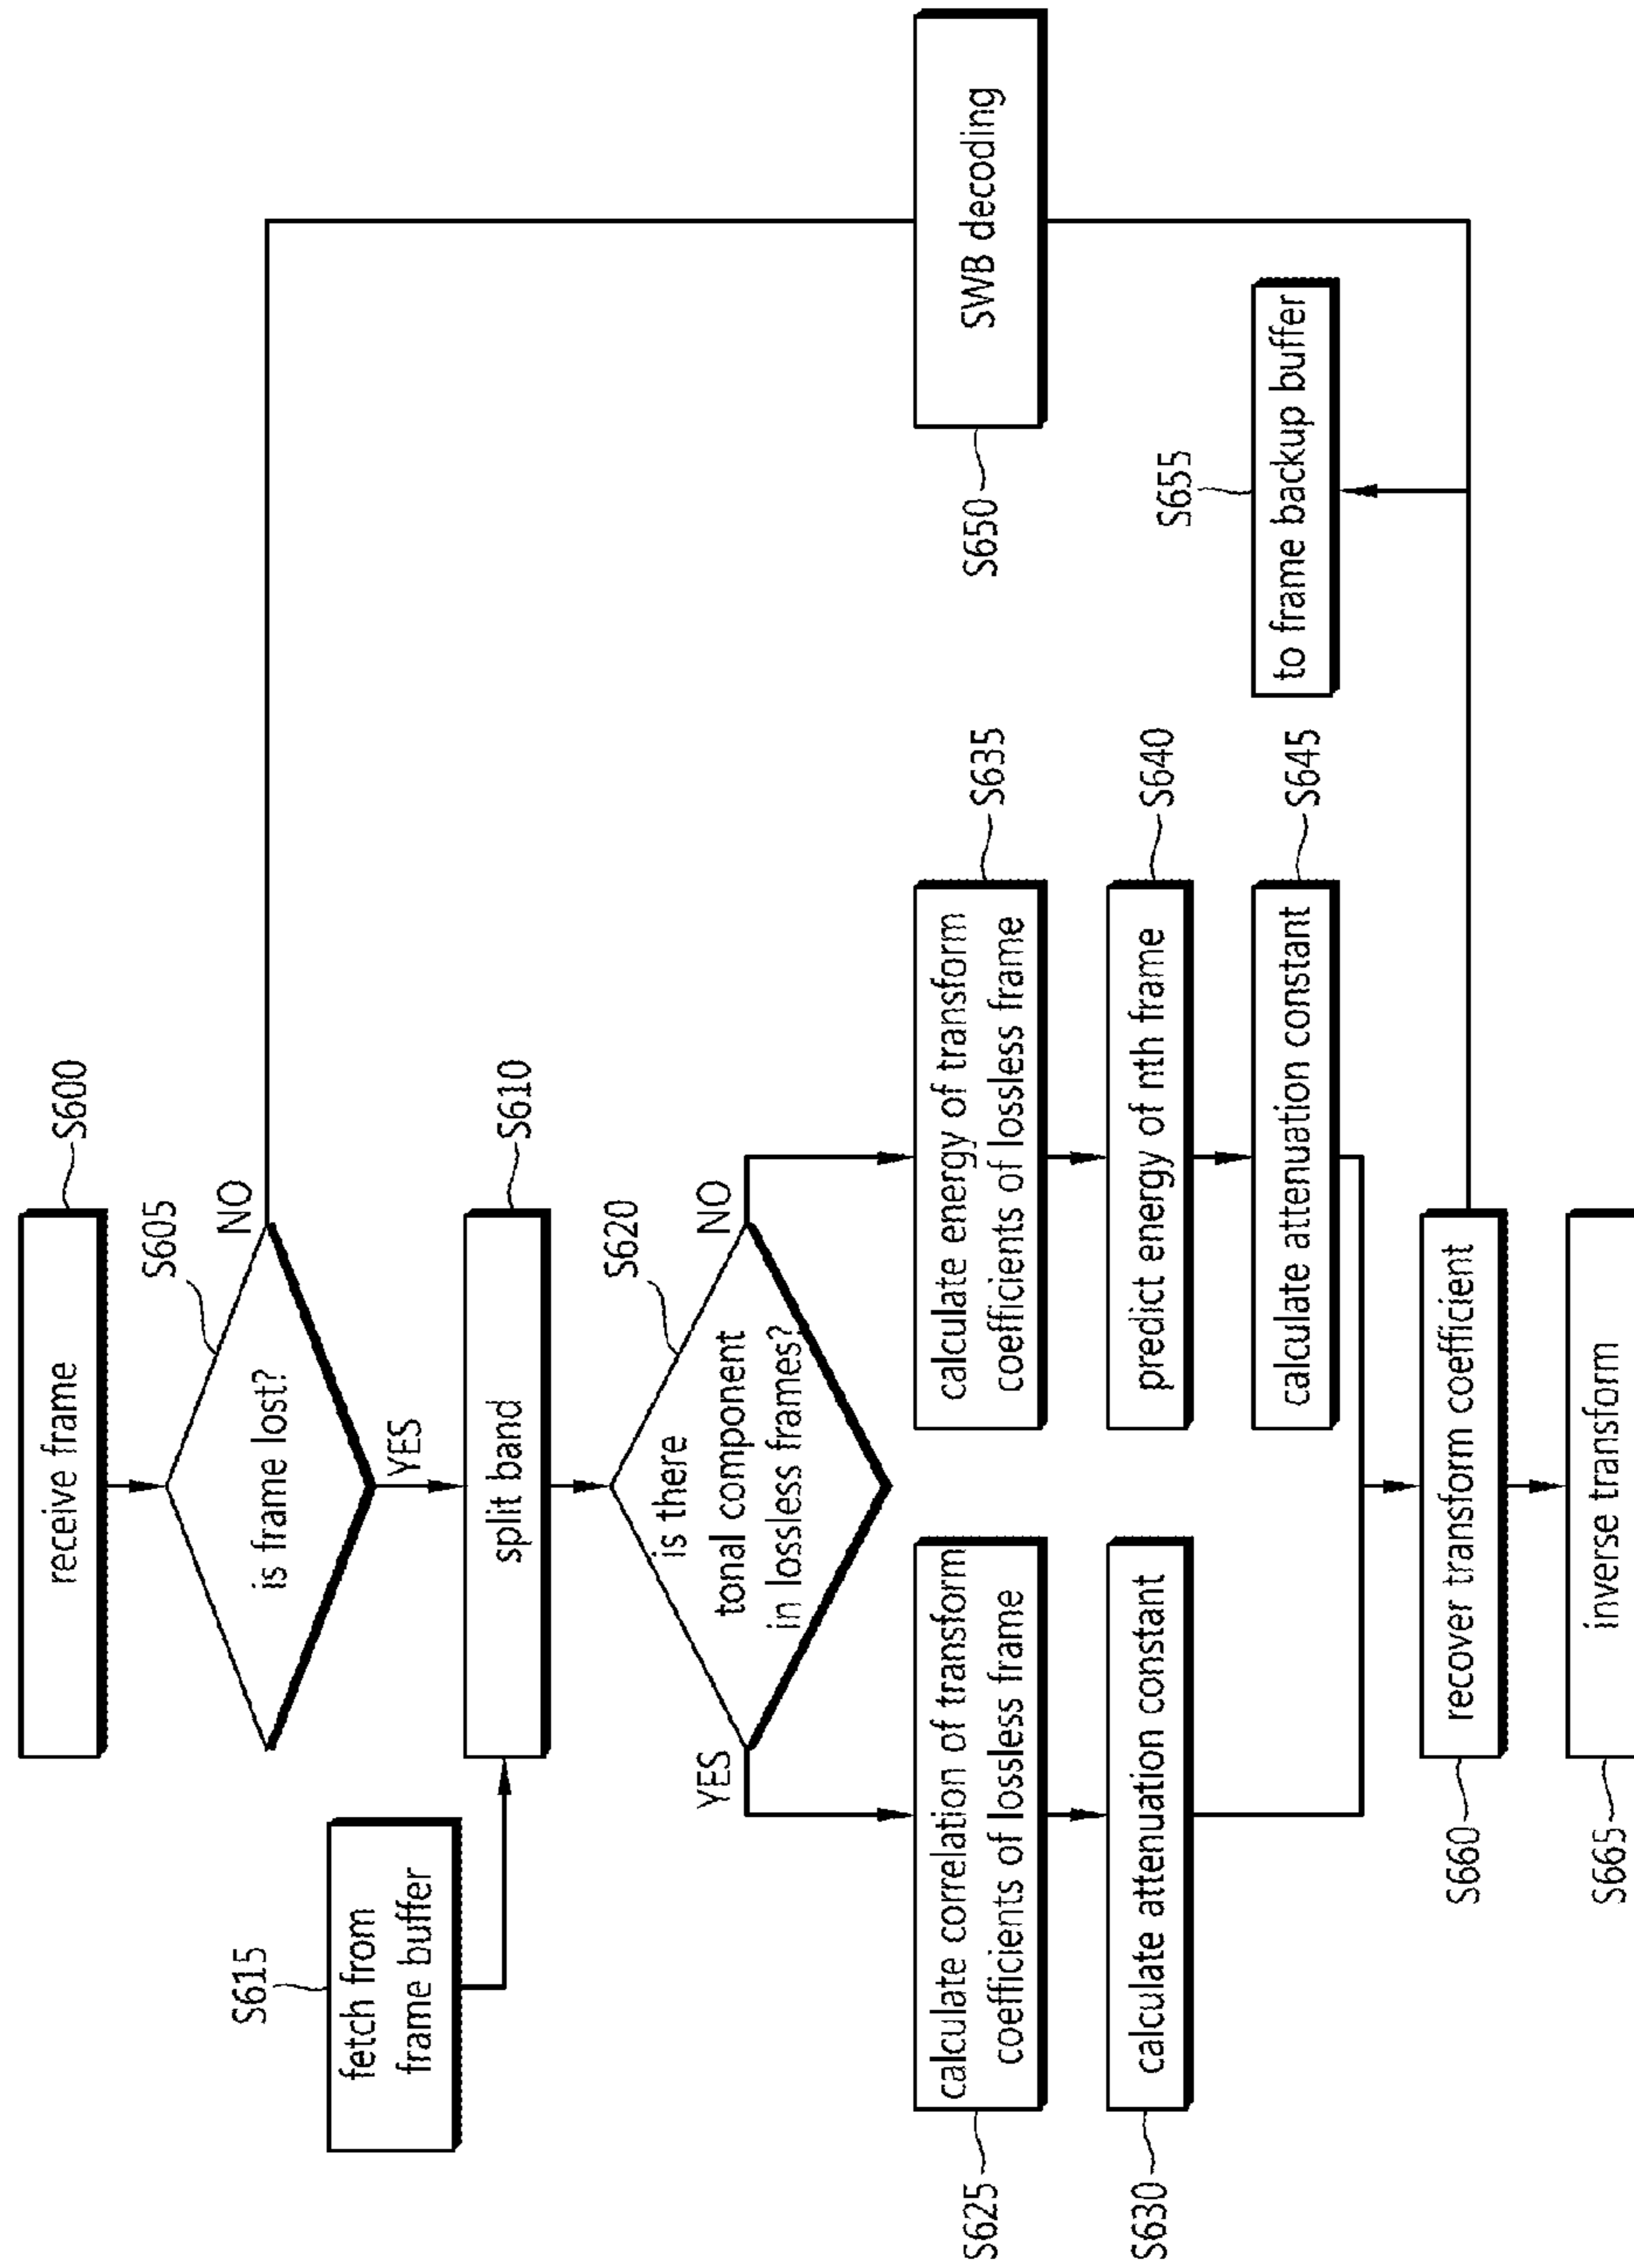 receive frame
S600
S605
is frame lost?
NO
YES
S615
fetch from
frame buffer
split band
S610
S620
is there
tonal component
in lossless frames?
YES
NO
S625
calculate correlation of transform
coefficients of lossless frame
calculate energy of transform
coefficients of lossless frame
S635
S650
SWB decoding
S630
calculate attenuation constant
predict energy of nth frame
S640
S655
to frame backup buffer
calculate attenuation constant
S645
S660
recover transform coefficient
S665
inverse transform